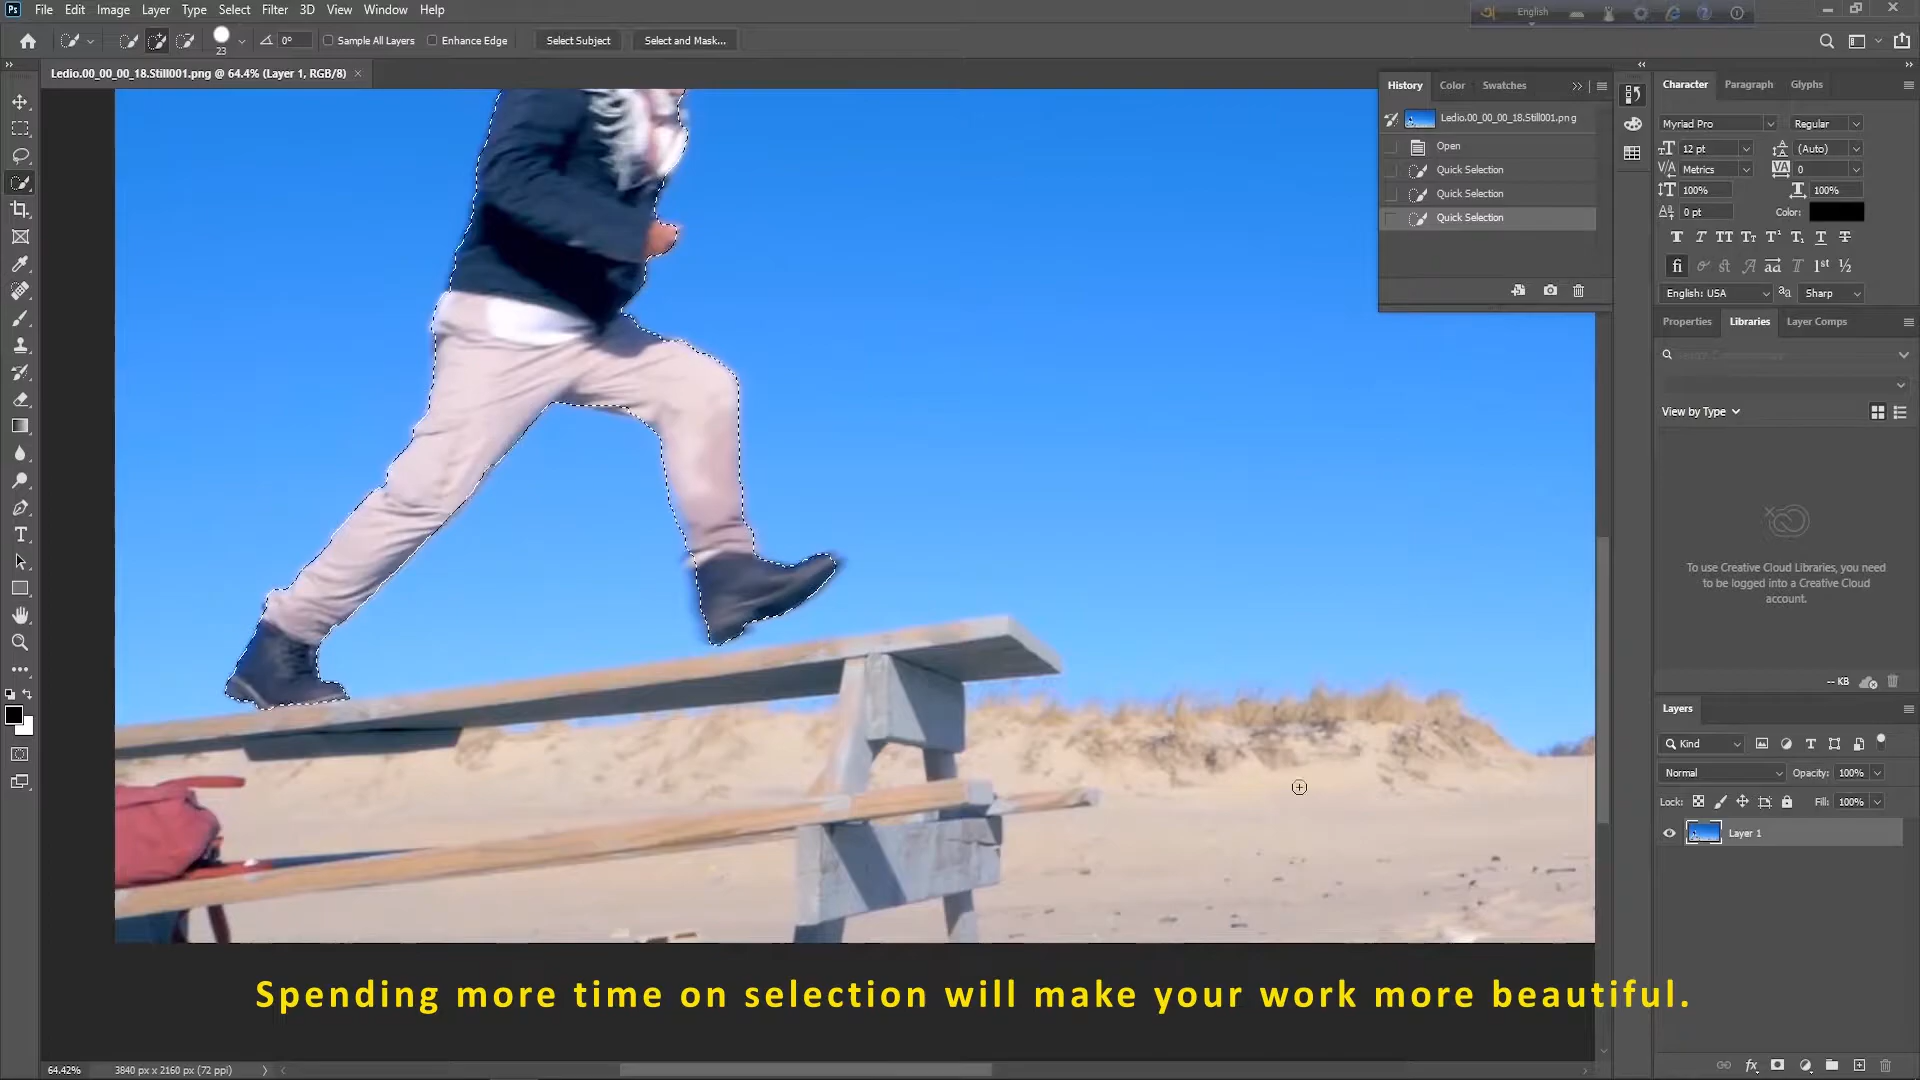 File Edit Image Layer Type Select Filter 3D View Window Help
English
23
0°
Sample All Layers
Enhance Edge
Select Subject
Select and Mask...
Ledio.00_00_00_18.Still001.png @ 64.4% (Layer 1, RGB/8)
History Color Swatches
Ledio.00_00_00_18.Still001.png
Open
Quick Selection
Quick Selection
Quick Selection
Character Paragraph Glyphs
Myriad Pro Regular
12 pt (Auto)
Metrics 0
100% 100%
0 pt Color:
English: USA Sharp
Properties Libraries Layer Comps
View by Type
To use Creative Cloud Libraries, you need
to be logged into a Creative Cloud
account.
-- KB
Layers
Kind
Normal Opacity: 100%
Lock: Fill: 100%
Layer 1
Spending more time on selection will make your work more beautiful.
64.42% 3840 px x 2160 px (72 ppi)